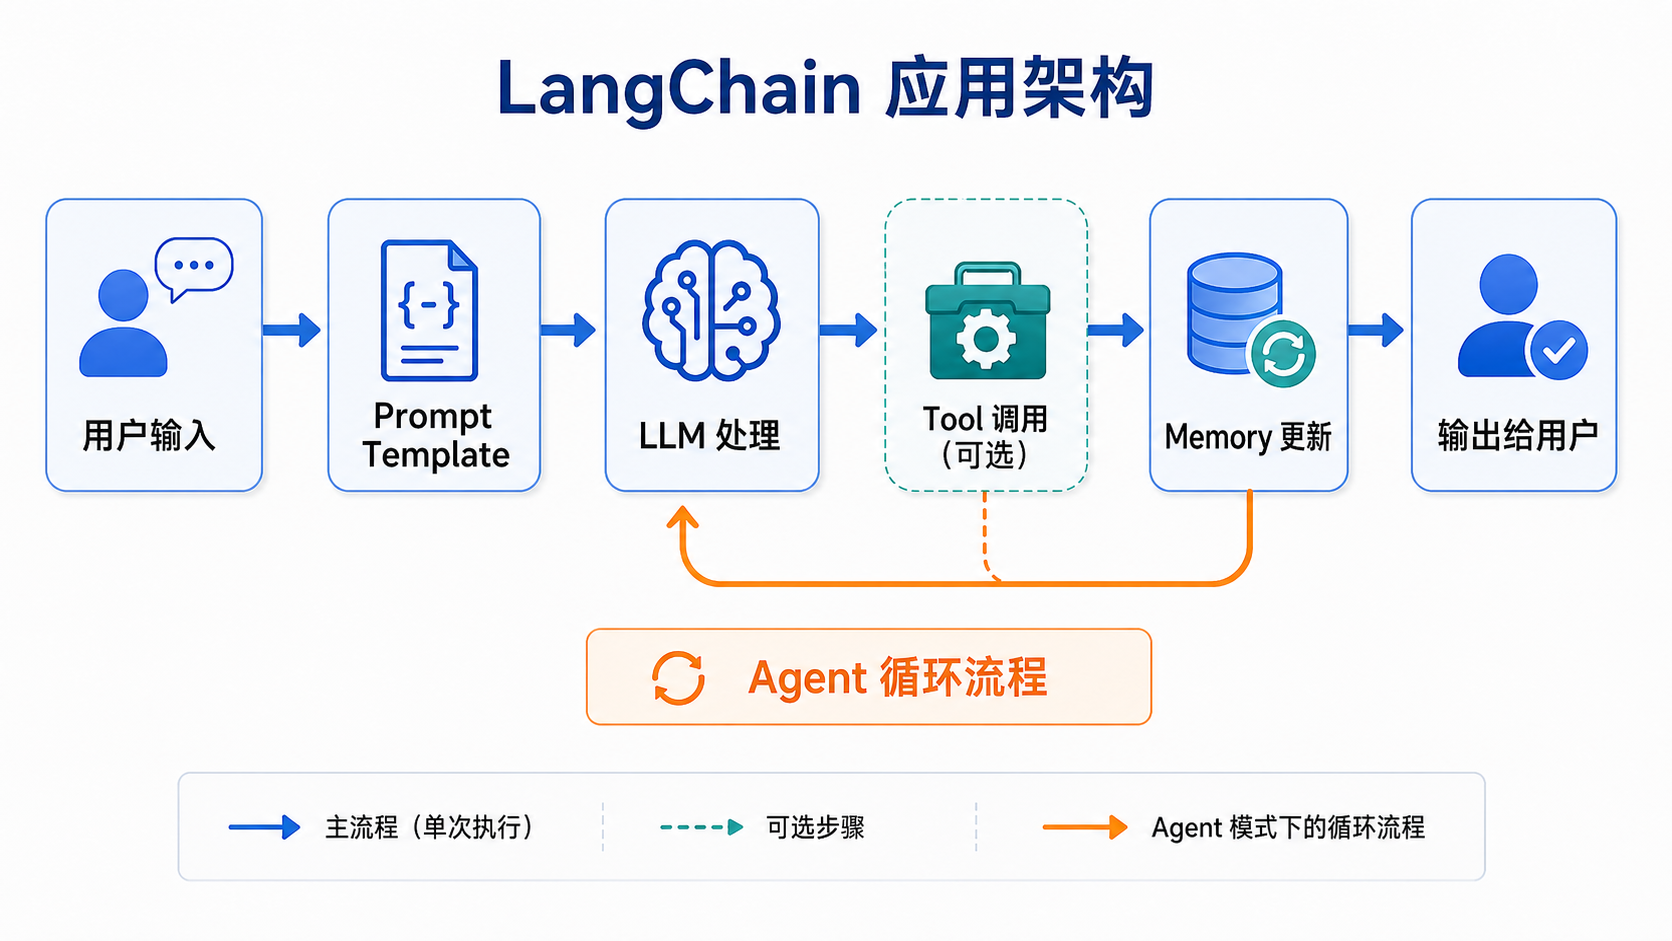 LangChain 应用架构
用户输入
{-}
Prompt
Template
LLM 处理
Tool 调用
（可选）
Memory 更新
输出给用户
Agent 循环流程
主流程（单次执行）
可选步骤
Agent 模式下的循环流程